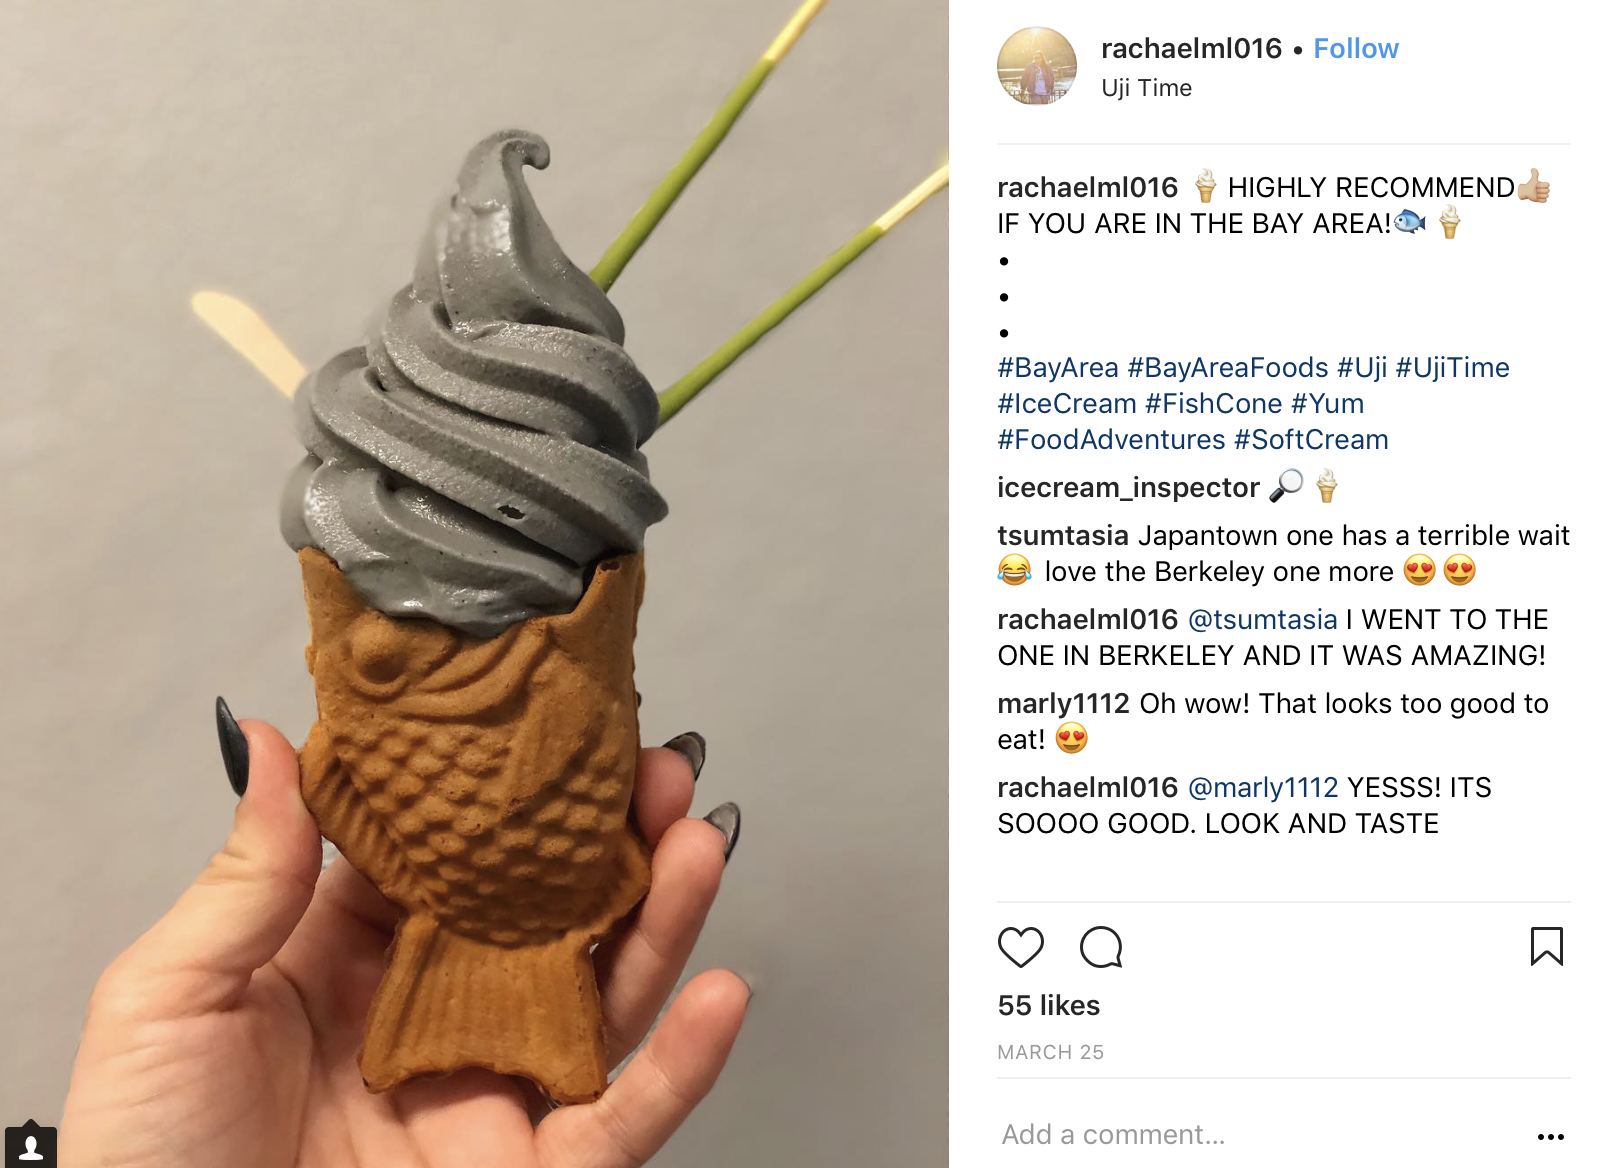 rachaelml016 • Follow
Uji Time
rachaelml016 🍦 HIGHLY RECOMMEND👍🏼
IF YOU ARE IN THE BAY AREA!🐟 🍦
•
•
•
#BayArea #BayAreaFoods #Uji #UjiTime
#IceCream #FishCone #Yum
#FoodAdventures #SoftCream
icecream_inspector 🔎 🍦
tsumtasia Japantown one has a terrible wait
😂 love the Berkeley one more 😍 😍
rachaelml016 @tsumtasia I WENT TO THE
ONE IN BERKELEY AND IT WAS AMAZING!
marly1112 Oh wow! That looks too good to
eat! 😍
rachaelml016 @marly1112 YESSS! ITS
SOOOO GOOD. LOOK AND TASTE
55 likes
MARCH 25
Add a comment...